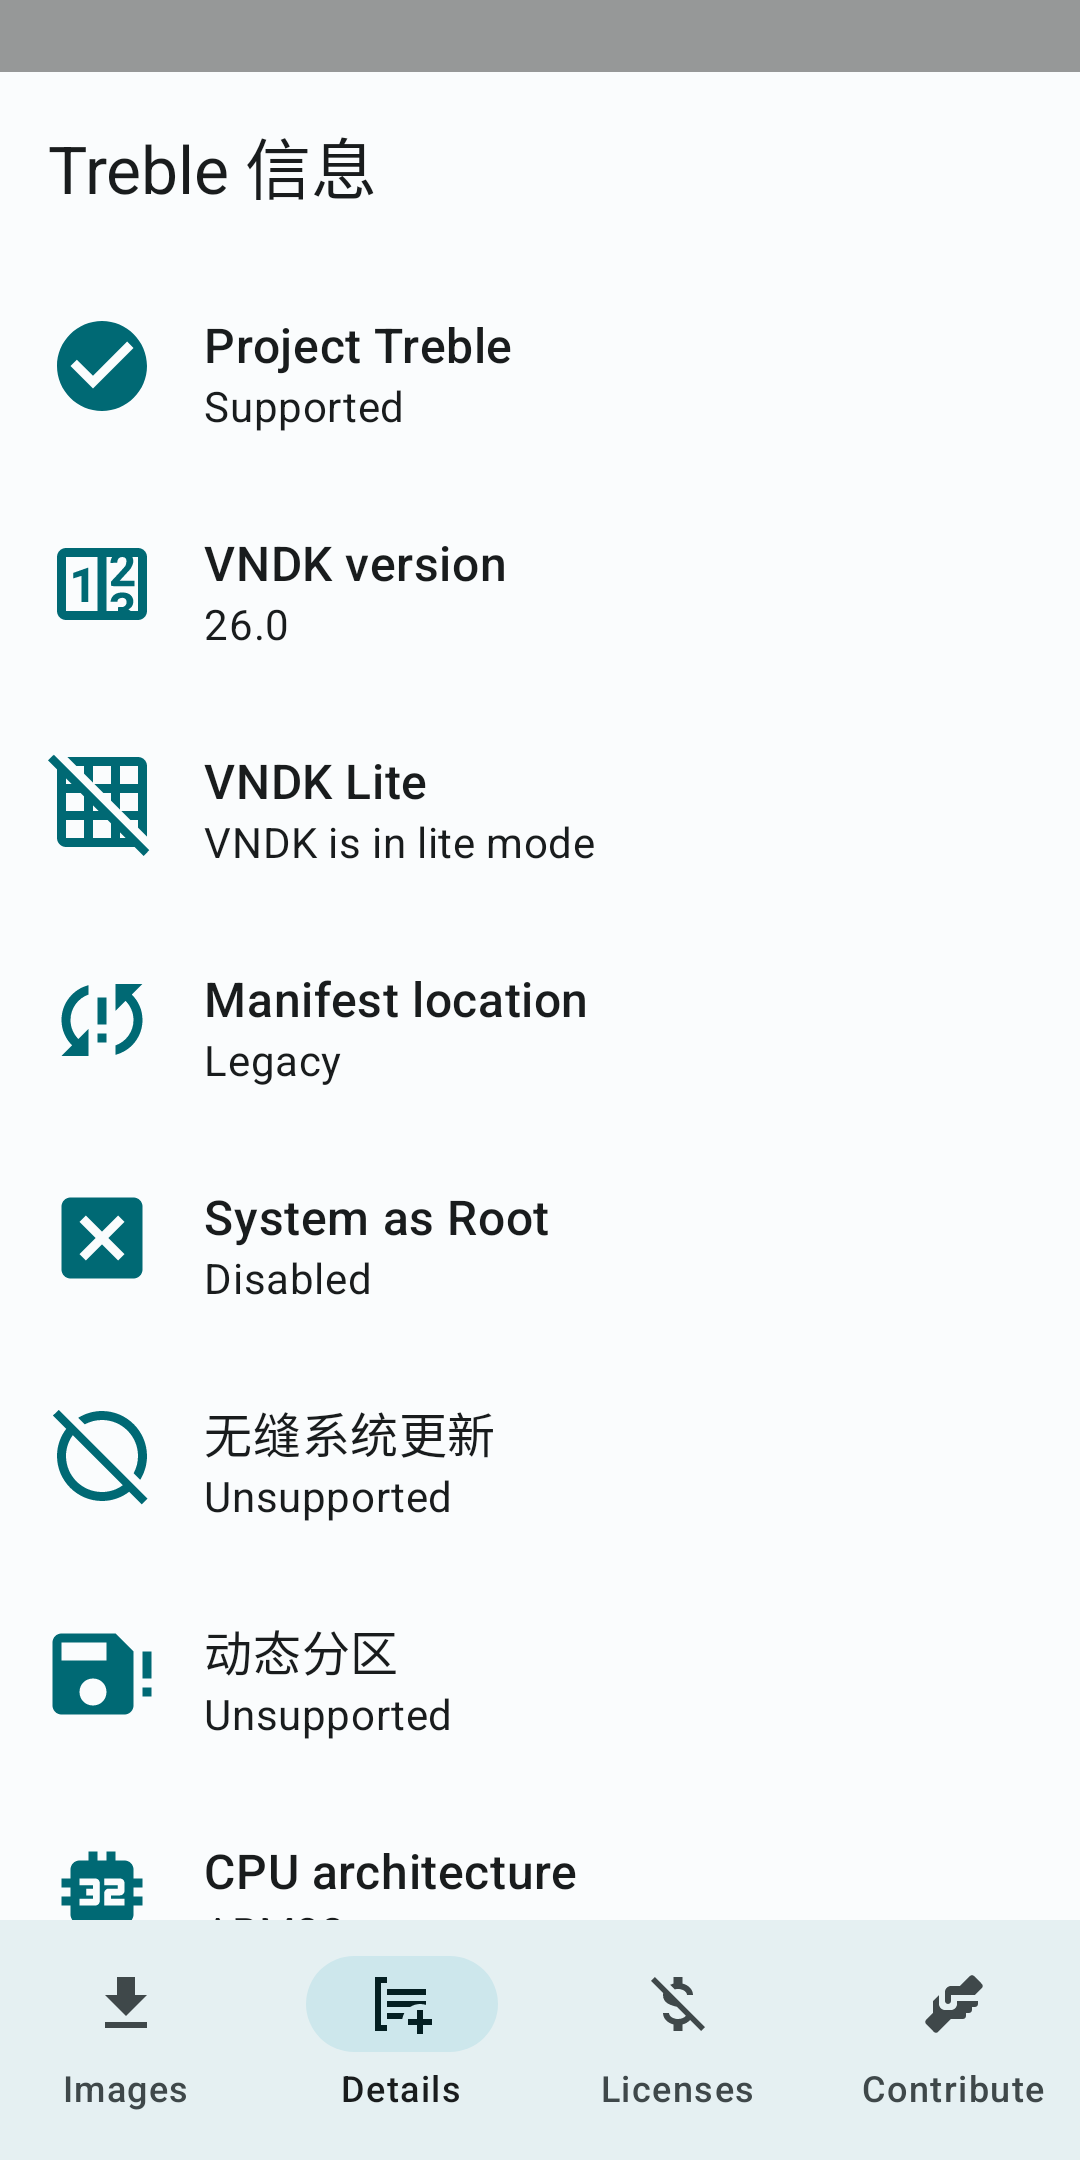 Treble 信息
Project Treble
Supported
VNDK version
26.0
VNDK Lite
VNDK is in lite mode
Manifest location
Legacy
System as Root
Disabled
无缝系统更新
Unsupported
动态分区
Unsupported
CPU architecture
Images
Details
Licenses
Contribute